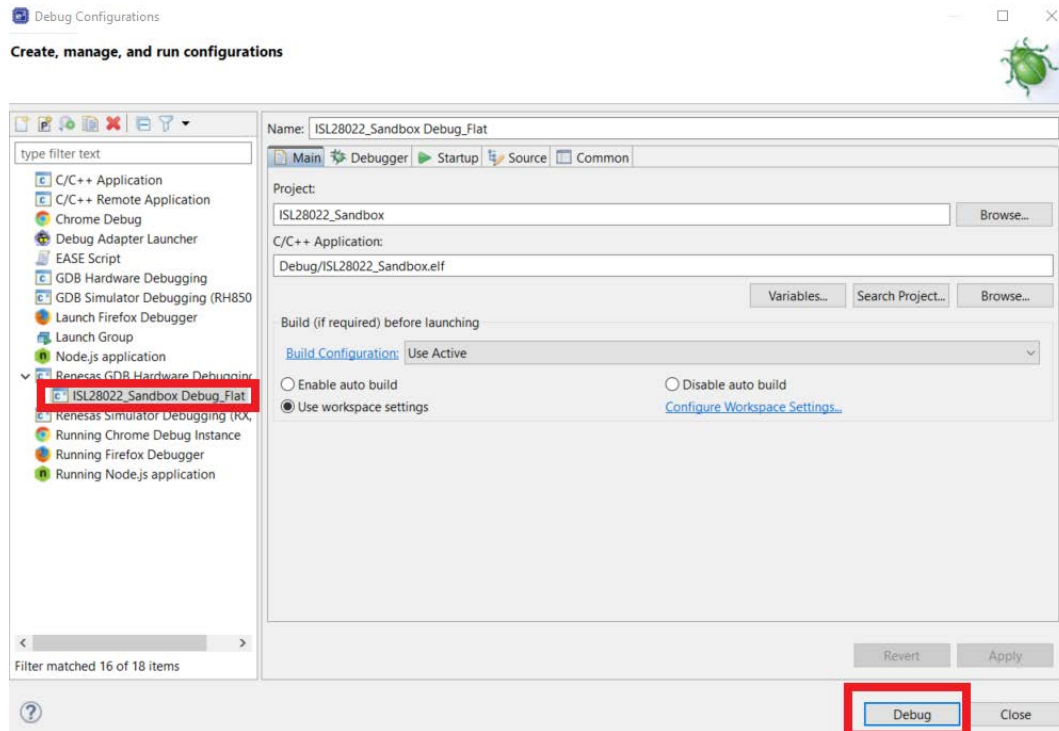 Debug Configurations
Create, manage, and run configurations
type filter text
C/C++ Application
C/C++ Remote Application
Chrome Debug
Debug Adapter Launcher
EASE Script
GDB Hardware Debugging
GDB Simulator Debugging (RH850
Launch Firefox Debugger
Launch Group
Node.js application
Renesas GDB Hardware Debugging
ISL28022_Sandbox Debug_Flat
Renesas Simulator Debugging (RX,
Running Chrome Debug Instance
Running Firefox Debugger
Running Node.js application
Filter matched 16 of 18 items
Name: ISL28022_Sandbox Debug_Flat
Main Debugger Startup Source Common
Project:
ISL28022_Sandbox Browse...
C/C++ Application:
Debug/ISL28022_Sandbox.elf
Variables... Search Project... Browse...
Build (if required) before launching
Build Configuration: Use Active
Enable auto build Disable auto build
Use workspace settings Configure Workspace Settings...
Revert Apply
Debug Close